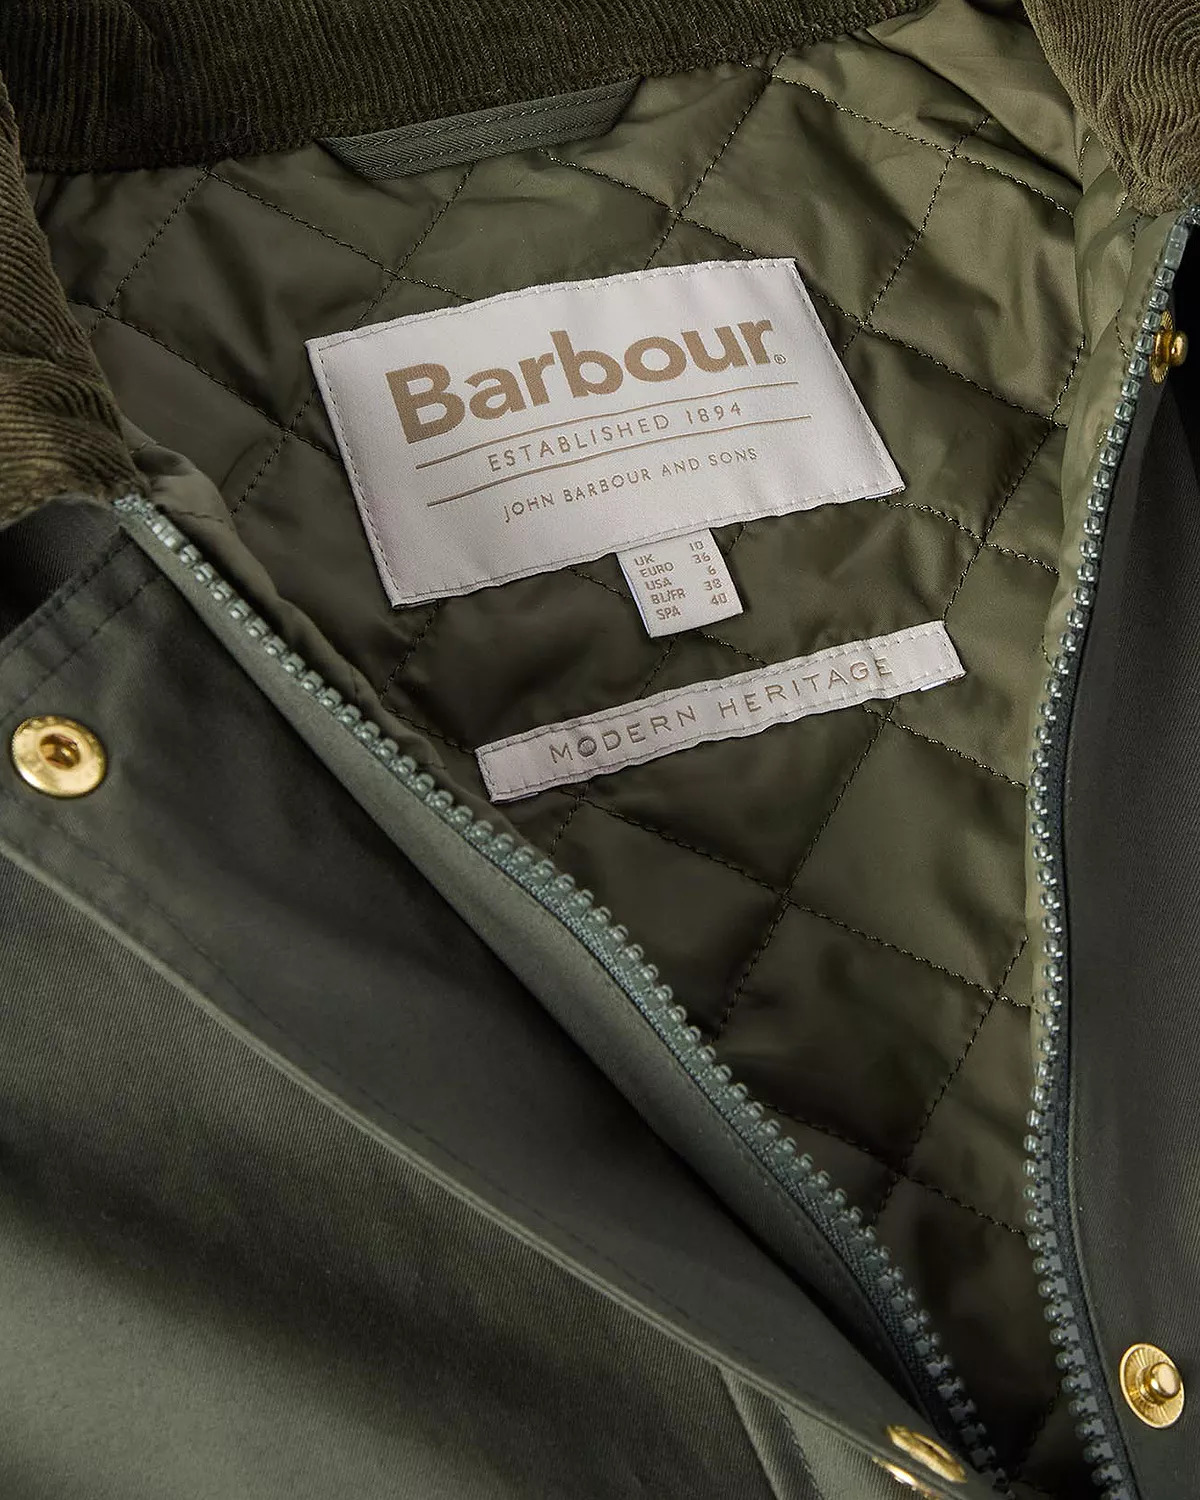 Barbour®
ESTABLISHED 1894
JOHN BARBOUR AND SONS
UK 10
EURO 36
USA 6
BL/FR 38
SPA 40
MODERN HERITAGE